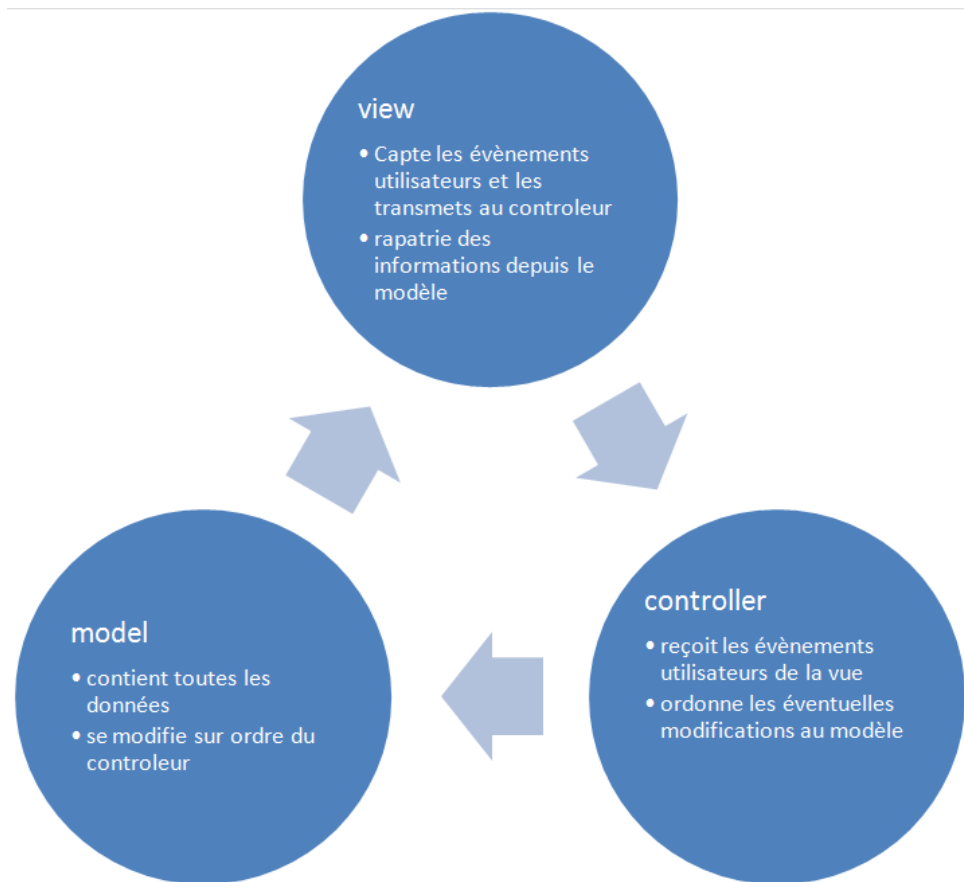 view
• Capte les évènements
utilisateurs et les
transmets au controleur
• rapatrie des
informations depuis le
modèle
model
• contient toutes les
données
• se modifie sur ordre du
controleur
controller
• reçoit les évènements
utilisateurs de la vue
• ordonne les éventuelles
modifications au modèle